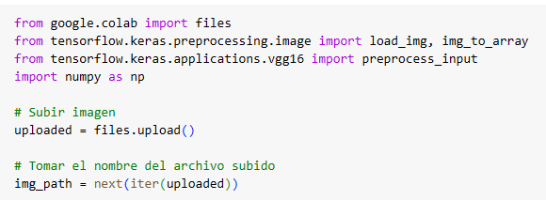 from google.colab import files
from tensorflow.keras.preprocessing.image import load_img, img_to_array
from tensorflow.keras.applications.vgg16 import preprocess_input
import numpy as np
# Subir imagen
uploaded = files.upload()
# Tomar el nombre del archivo subido
img_path = next(iter(uploaded))